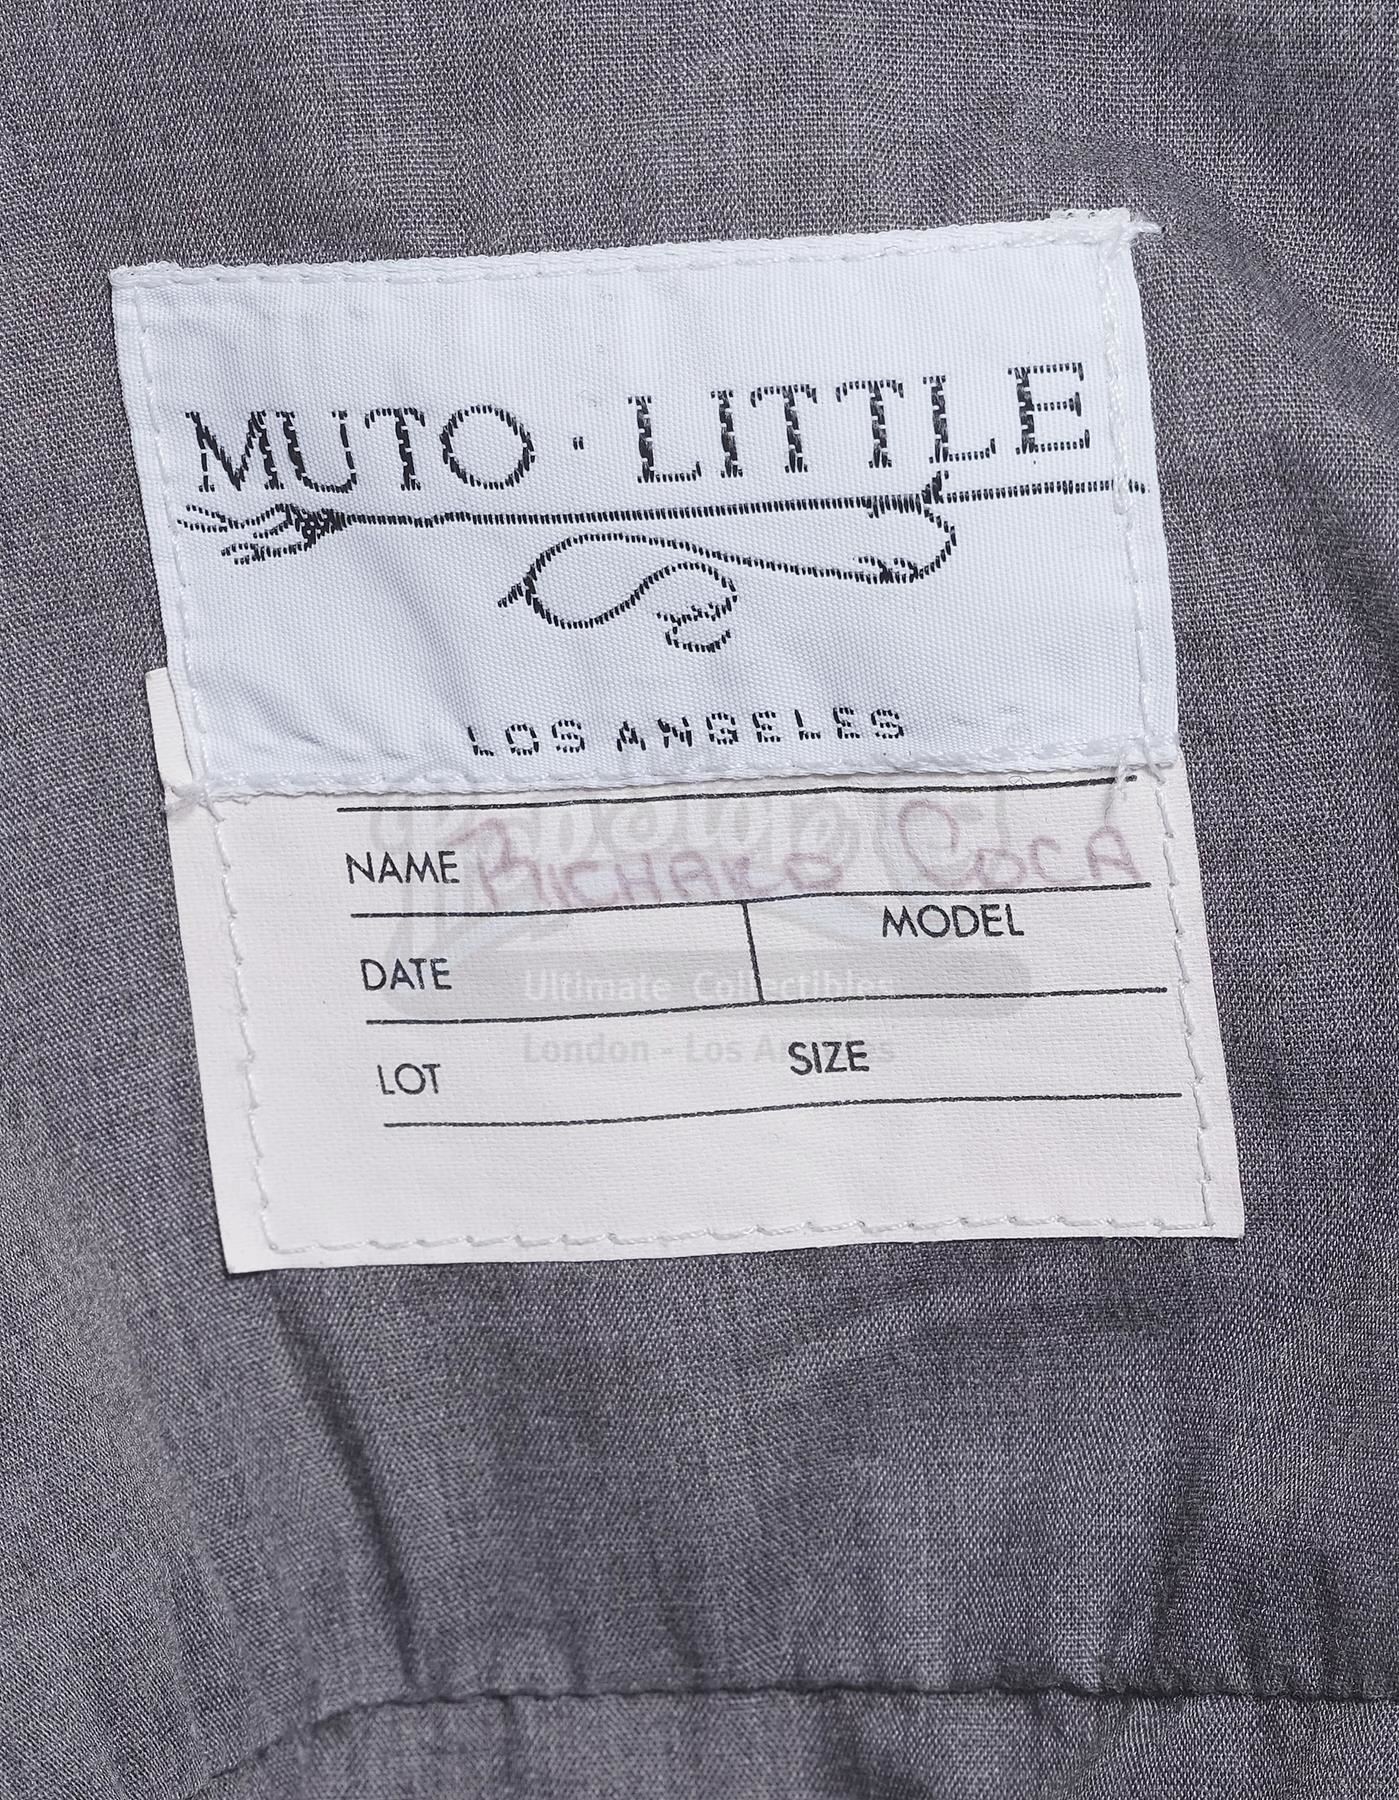 MUTO · LITTLE
LOS ANGELES
NAME RICHARD COCA
DATE MODEL
Ultimate Collectibles
LOT SIZE
London - Los Angeles